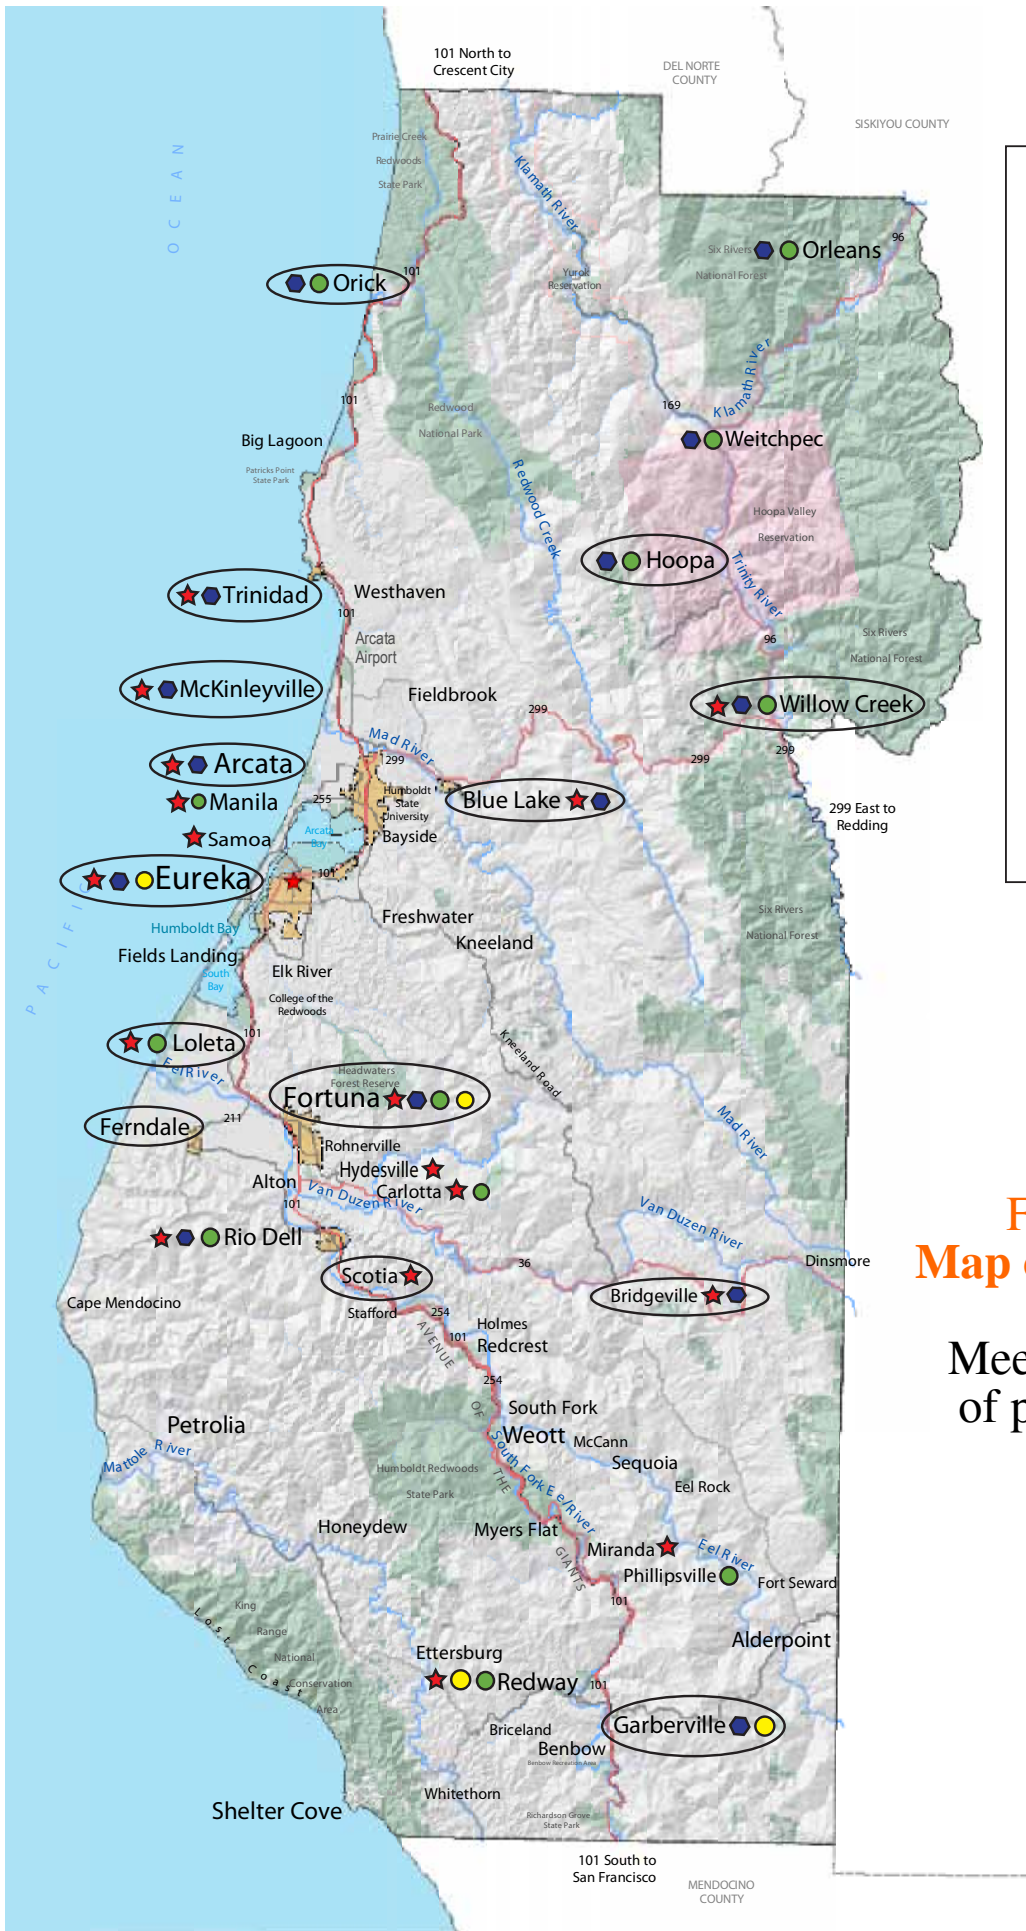 101 North to
Crescent City
DEL NORTE
COUNTY
SISKIYOU COUNTY
Prairie Creek
Redwoods
State Park
OCEAN
Klamath River
96
Six Rivers
National Forest
Orleans
101
Orick
Yurok
Reservation
Klamath River
101
169
Redwood
National Park
Big Lagoon
Weitchpec
Patricks Point
State Park
Redwood Creek
Hoopa Valley
Reservation
Hoopa
Trinity River
Trinidad
Westhaven
101
Arcata
Airport
96
Six Rivers
National Forest
McKinleyville
Fieldbrook
Willow Creek
299
Mad River
299
299
299
Arcata
Humboldt
State
University
Blue Lake
Manila
255
299 East to
Redding
Samoa
Arcata
Bay
Bayside
Eureka
101
PACIFIC
Freshwater
Six Rivers
National Forest
Humboldt Bay
Kneeland
Fields Landing
South
Bay
Elk River
College of the
Redwoods
101
Loleta
Kneeland Road
Eel River
Headwaters
Forest Reserve
Fortuna
211
Ferndale
Mad River
Rohnerville
Hydesville
Alton
Carlotta
Van Duzen River
101
Van Duzen River
Rio Dell
36
Dinsmore
Scotia
Bridgeville
Cape Mendocino
Stafford
254
Holmes
101
Redcrest
AVENUE OF THE GIANTS
254
South Fork
Petrolia
Weott
McCann
Mattole River
Sequoia
Humboldt Redwoods
State Park
South Fork Eel River
Eel Rock
Honeydew
Myers Flat
Miranda
Eel River
Phillipsville
Fort Seward
101
King
Range
National
Conservation
Area
Lost Coast
Alderpoint
Ettersburg
Redway
101
Garberville
Briceland
Benbow
Benbow Recreation Area
Whitethorn
Shelter Cove
Richardson Grove
State Park
101 South to
San Francisco
MENDOCINO
COUNTY
F
Map
Mee
of p